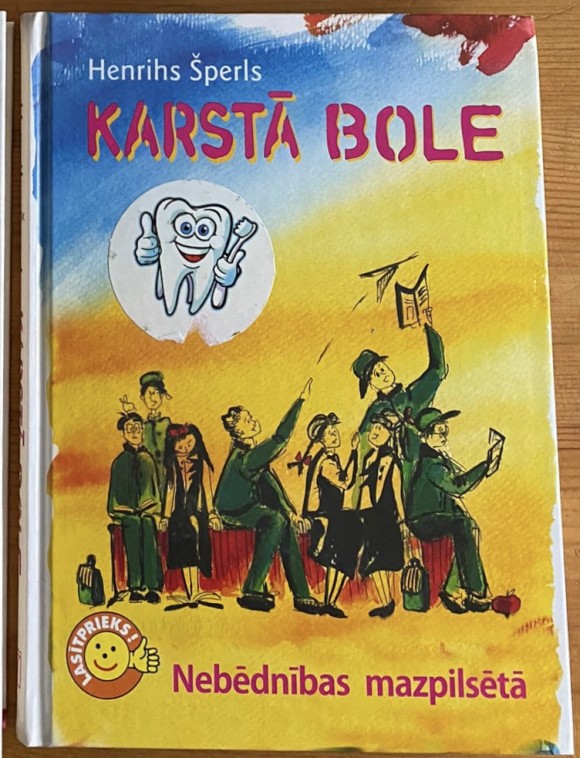 Henrihs Šperls
KARSTĀ BOLE
LASĪTPRIEKS!
Nebēdnības mazpilsētā